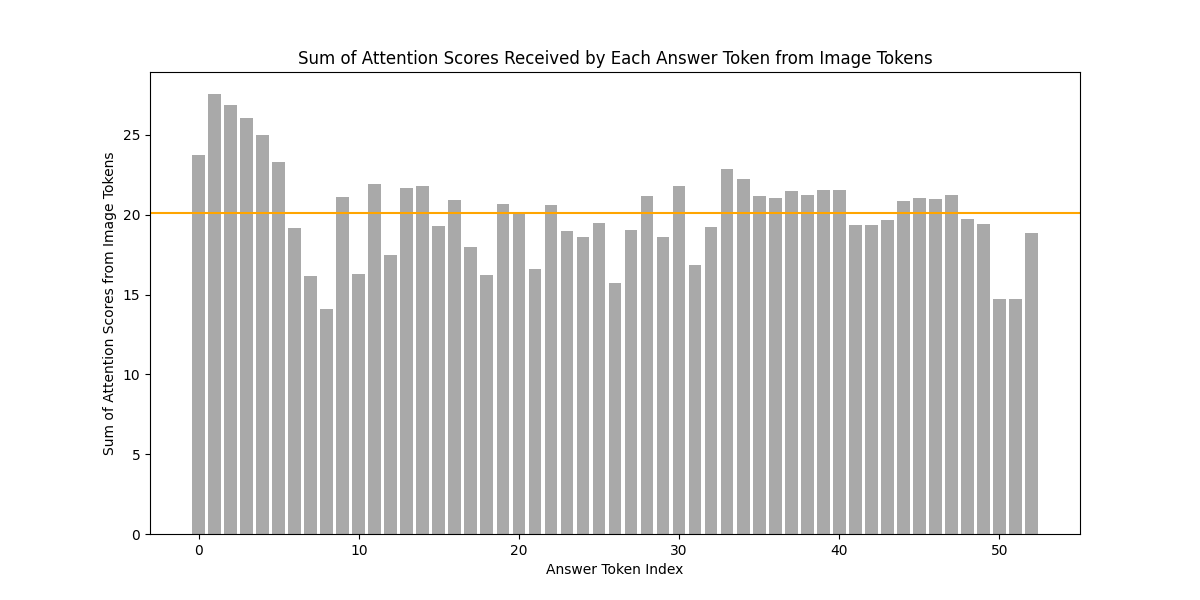 Sum of Attention Scores Received by Each Answer Token from Image Tokens
Sum of Attention Scores from Image Tokens
25
20
15
10
5
0
0 10 20 30 40 50
Answer Token Index